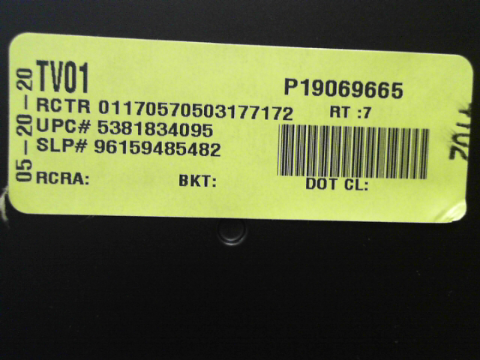 05-20-20
TV01
P19069665
RCTR 01170570503177172
RT :7
UPC# 5381834095
SLP# 96159485482
RCRA:
BKT:
DOT CL: